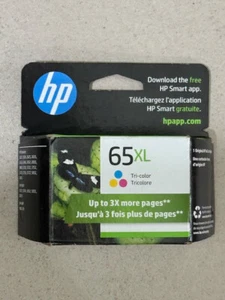 hp
Download the free
HP Smart app.
Téléchargez l'application
HP Smart gratuite.
hpapp.com
65XL
Tri-color
Tricolore
Up to 3X more pages**
Jusqu'à 3 fois plus de pages**